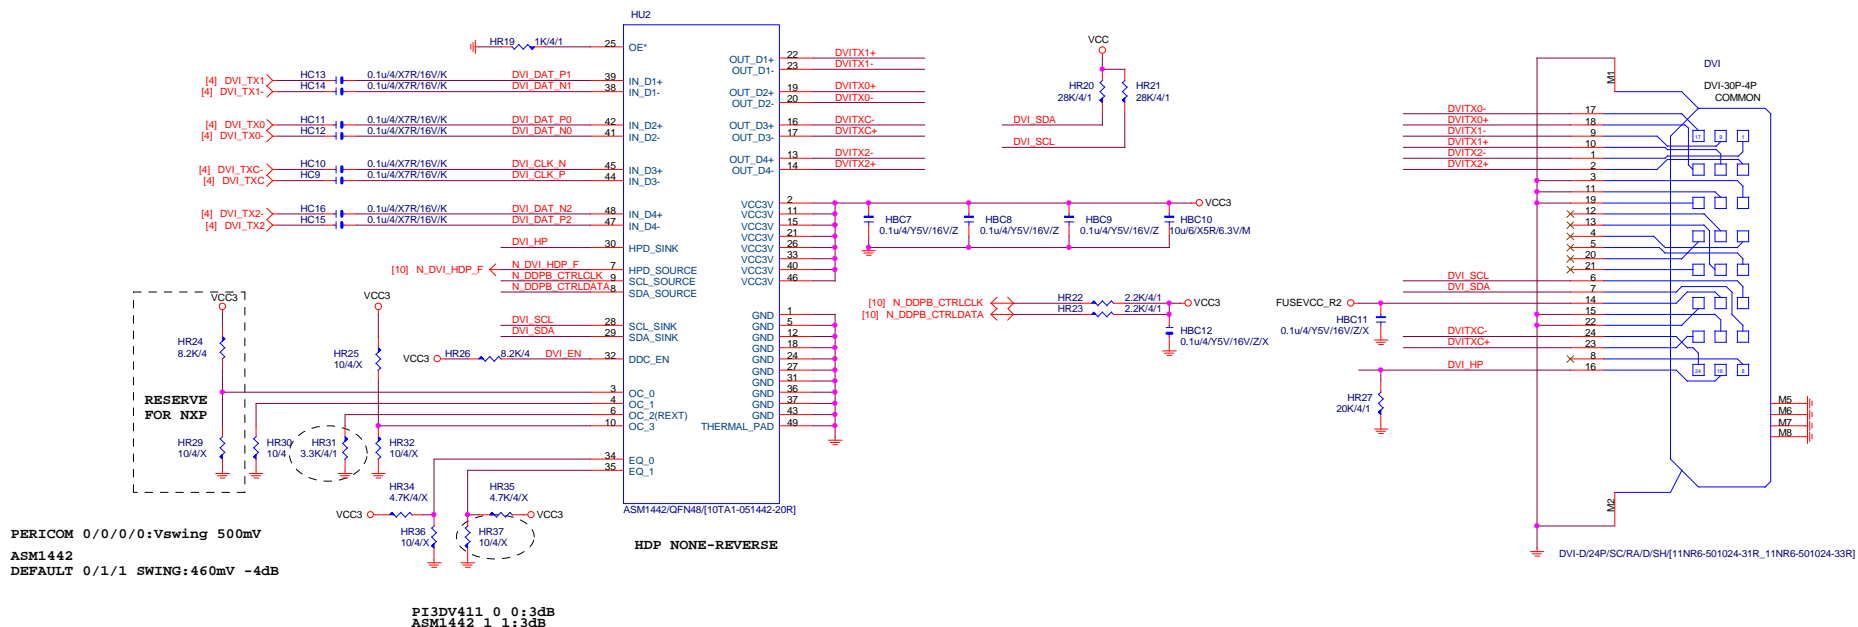 HU2
HR19 1K/4/1 25 OE*
[4] DVI_TX1 HC13 0.1u/4/X7R/16V/K DVI_DAT_P1 39 IN_D1+
[4] DVI_TX1- HC14 0.1u/4/X7R/16V/K DVI_DAT_N1 38 IN_D1-
[4] DVI_TX0 HC11 0.1u/4/X7R/16V/K DVI_DAT_P0 42 IN_D2+
[4] DVI_TX0- HC12 0.1u/4/X7R/16V/K DVI_DAT_N0 41 IN_D2-
[4] DVI_TXC- HC10 0.1u/4/X7R/16V/K DVI_CLK_N 45 IN_D3+
[4] DVI_TXC HC9 0.1u/4/X7R/16V/K DVI_CLK_P 44 IN_D3-
[4] DVI_TX2- HC16 0.1u/4/X7R/16V/K DVI_DAT_N2 48 IN_D4+
[4] DVI_TX2 HC15 0.1u/4/X7R/16V/K DVI_DAT_P2 47 IN_D4-
DVI_HP 30 HPD_SINK
[10] N_DVI_HDP_F N_DVI_HDP_F 7 HPD_SOURCE
N_DDPB_CTRLCLK 9 SCL_SOURCE
N_DDPB_CTRLDATA 8 SDA_SOURCE
DVI_SCL 28 SCL_SINK
DVI_SDA 29 SDA_SINK
VCC3 HR26 8.2K/4 DVI_EN 32 DDC_EN
3 OC_0
4 OC_1
6 OC_2(REXT)
10 OC_3
34 EQ_0
35 EQ_1
VCC3
HR24
8.2K/4
RESERVE
FOR NXP
HR29
10/4/X
HR30
10/4
HR31
3.3K/4/1
VCC3
HR25
10/4/X
HR32
10/4/X
HR34
4.7K/4/X
VCC3
HR36
10/4/X
HR35
4.7K/4/X
VCC3
HR37
10/4/X
OUT_D1+ 22 DVITX1+
OUT_D1- 23 DVITX1-
OUT_D2+ 19 DVITX0+
OUT_D2- 20 DVITX0-
OUT_D3+ 16 DVITXC-
OUT_D3- 17 DVITXC+
OUT_D4+ 13 DVITX2-
OUT_D4- 14 DVITX2+
VCC3V 2 VCC3
VCC3V 11
VCC3V 15
VCC3V 21
VCC3V 26
VCC3V 33
VCC3V 40
VCC3V 46
GND 1
GND 5
GND 12
GND 18
GND 24
GND 27
GND 31
GND 36
GND 37
GND 43
THERMAL_PAD 49
ASM1442/QFN48/[10TA1-051442-20R]
HDP NONE-REVERSE
VCC
HR20
28K/4/1
HR21
28K/4/1
DVI_SDA
DVI_SCL
HBC7
0.1u/4/Y5V/16V/Z
HBC8
0.1u/4/Y5V/16V/Z
HBC9
0.1u/4/Y5V/16V/Z
HBC10
10u/6/X5R/6.3V/M
[10] N_DDPB_CTRLCLK HR22 2.2K/4/1 VCC3
[10] N_DDPB_CTRLDATA HR23 2.2K/4/1
HBC12
0.1u/4/Y5V/16V/Z/X
DVI
DVI-30P-4P
COMMON
M1
DVITX0- 17
DVITX0+ 18
DVITX1- 9
DVITX1+ 10
DVITX2- 1
DVITX2+ 2
3
11
19
12
13
4
5
20
21
DVI_SCL 6
DVI_SDA 7
FUSEVCC_R2 14
15
22
DVITXC- 24
DVITXC+ 23
8
DVI_HP 16
HBC11
0.1u/4/Y5V/16V/Z/X
HR27
20K/4/1
17 9 1
24 16 8
M5
M6
M7
M8
M2
DVI-D/24P/SC/RA/D/SH/[11NR6-501024-31R_11NR6-501024-33R]
PERICOM 0/0/0/0:Vswing 500mV
ASM1442
DEFAULT 0/1/1 SWING:460mV -4dB
PI3DV411 0 0:3dB
ASM1442 1 1:3dB